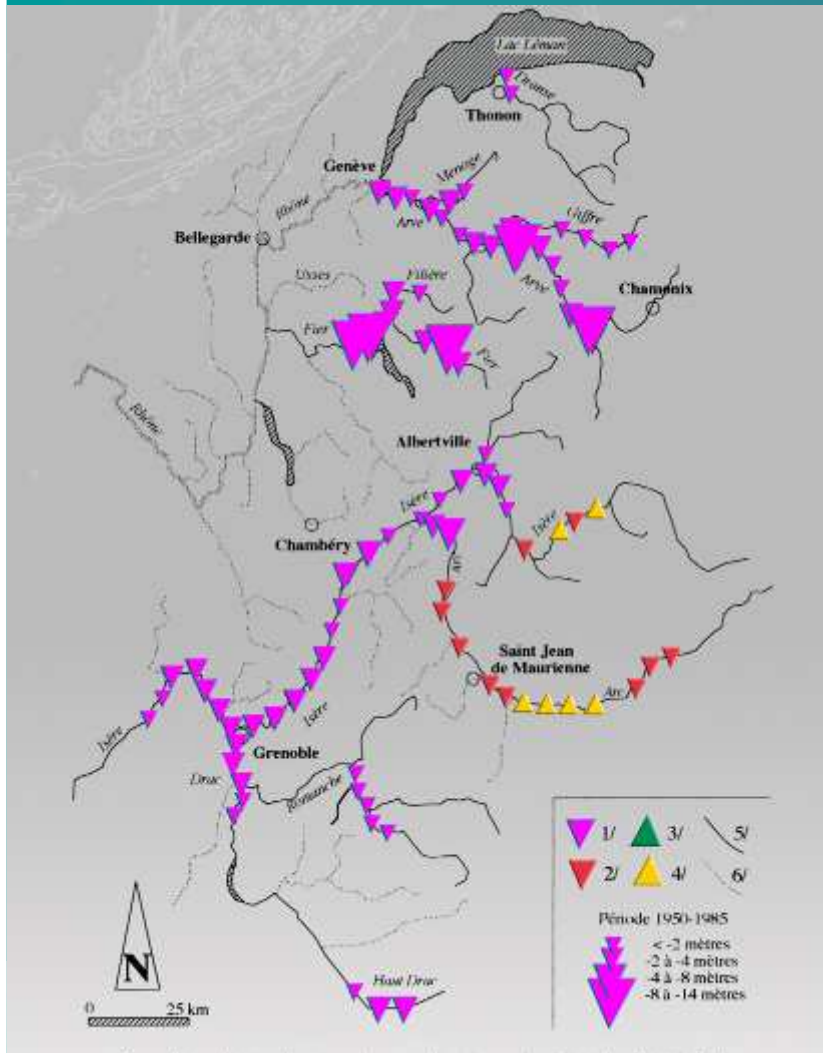 Lac Léman
Dranse
Thonon
Genève
Menoge
Rhône
Arve
Giffre
Bellegarde
Usses
Filière
Arve
Chamonix
Fier
Fier
Rhône
Albertville
Isère
Isère
Chambéry
Arc
Saint Jean
de Maurienne
Arc
Isère
Isère
Grenoble
Drac
Romanche
Haut Drac
1/ 3/ 5/
2/ 4/ 6/
Période 1950-1985
< -2 mètres
-2 à -4 mètres
-4 à -8 mètres
-8 à -14 mètres
N
0 25 km